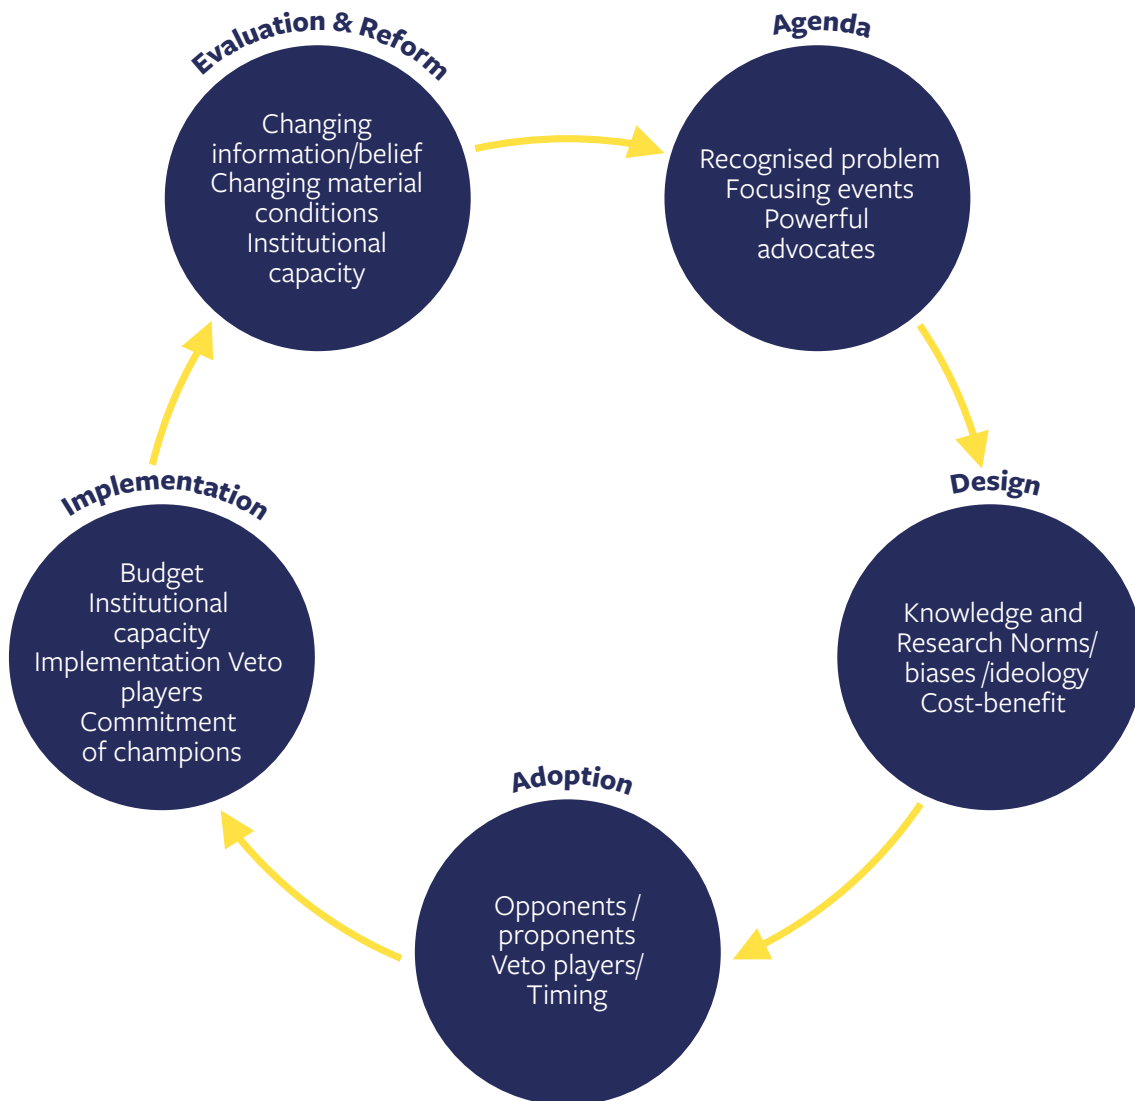 Evaluation & Reform
Changing
information/belief
Changing material
conditions
Institutional
capacity
Agenda
Recognised problem
Focusing events
Powerful
advocates
Design
Knowledge and
Research Norms/
biases /ideology
Cost-benefit
Adoption
Opponents /
proponents
Veto players/
Timing
Implementation
Budget
Institutional
capacity
Implementation Veto
players
Commitment
of champions